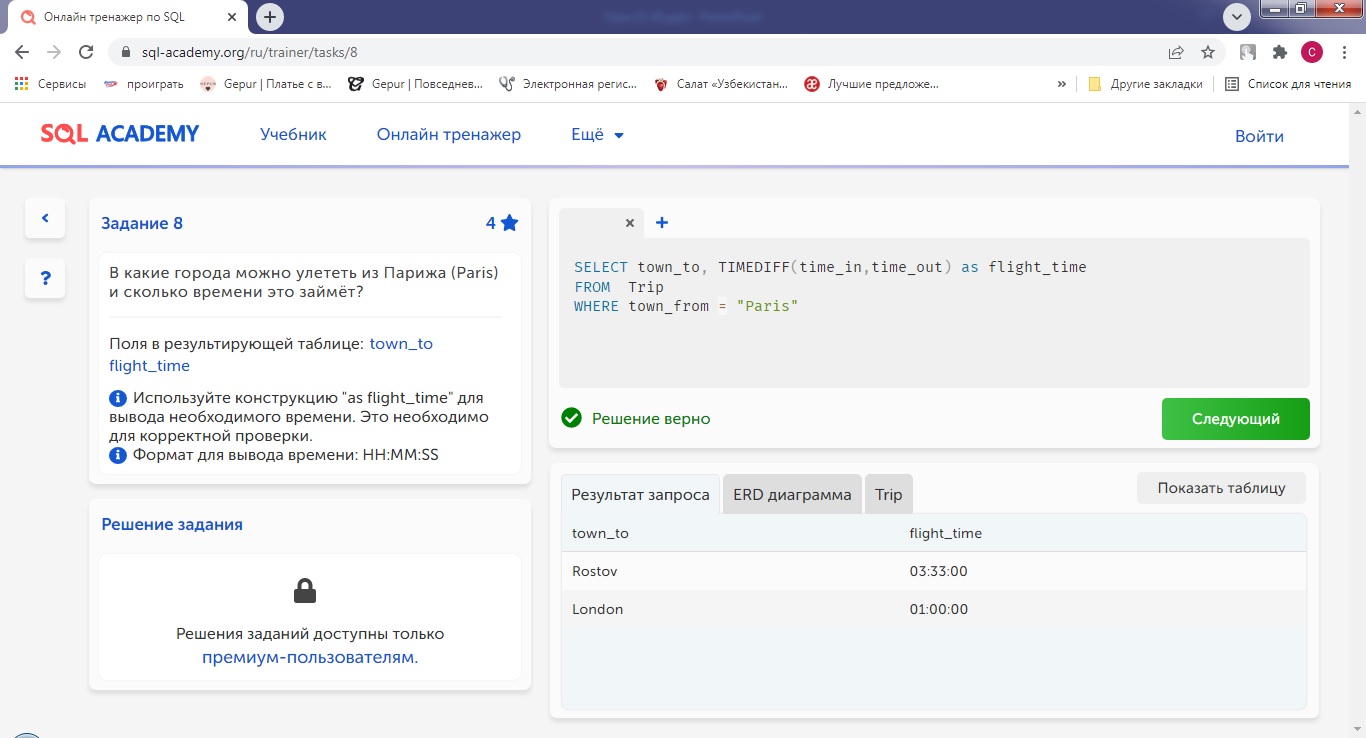 Онлайн тренажер по SQL
sql-academy.org/ru/trainer/tasks/8
C
Сервисы
проиграть
Gepur | Платье с в...
Gepur | Повседнев...
Электронная регис...
Салат «Узбекистан...
Лучшие предложе...
»
Другие закладки
Список для чтения
SQL ACADEMY
Учебник
Онлайн тренажер
Ещё
Войти
Задание 8
4
?
В какие города можно улететь из Парижа (Paris)
и сколько времени это займёт?
Поля в результирующей таблице: town_to
flight_time
Используйте конструкцию "as flight_time" для
вывода необходимого времени. Это необходимо
для корректной проверки.
Формат для вывода времени: HH:MM:SS
Решение задания
Решения заданий доступны только
премиум-пользователям.
SELECT town_to, TIMEDIFF(time_in,time_out) as flight_time
FROM  Trip
WHERE town_from = "Paris"
Решение верно
Следующий
Результат запроса
ERD диаграмма
Trip
Показать таблицу
town_to flight_time
Rostov 03:33:00
London 01:00:00